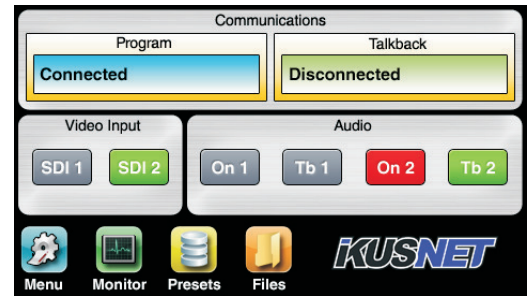 Communications
Program Talkback
Connected Disconnected
Video Input Audio
SDI 1 SDI 2 On 1 Tb 1 On 2 Tb 2
iKUSNET
Menu Monitor Presets Files